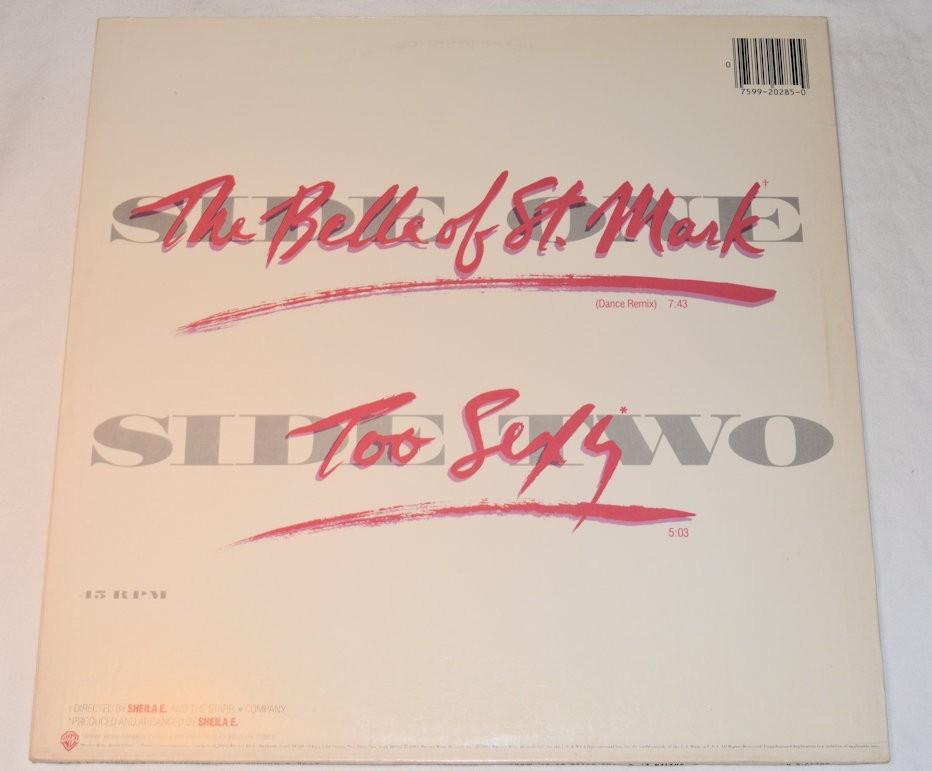 0
7599-20285-0
SIDE ONE
The Belle of St. Mark†
(Dance Remix) 7:43
SIDE TWO
Too Sexy*
5:03
45 RPM
† DIRECTED BY SHEILA E. AND THE STARR ★ COMPANY
*PRODUCED AND ARRANGED BY SHEILA E.